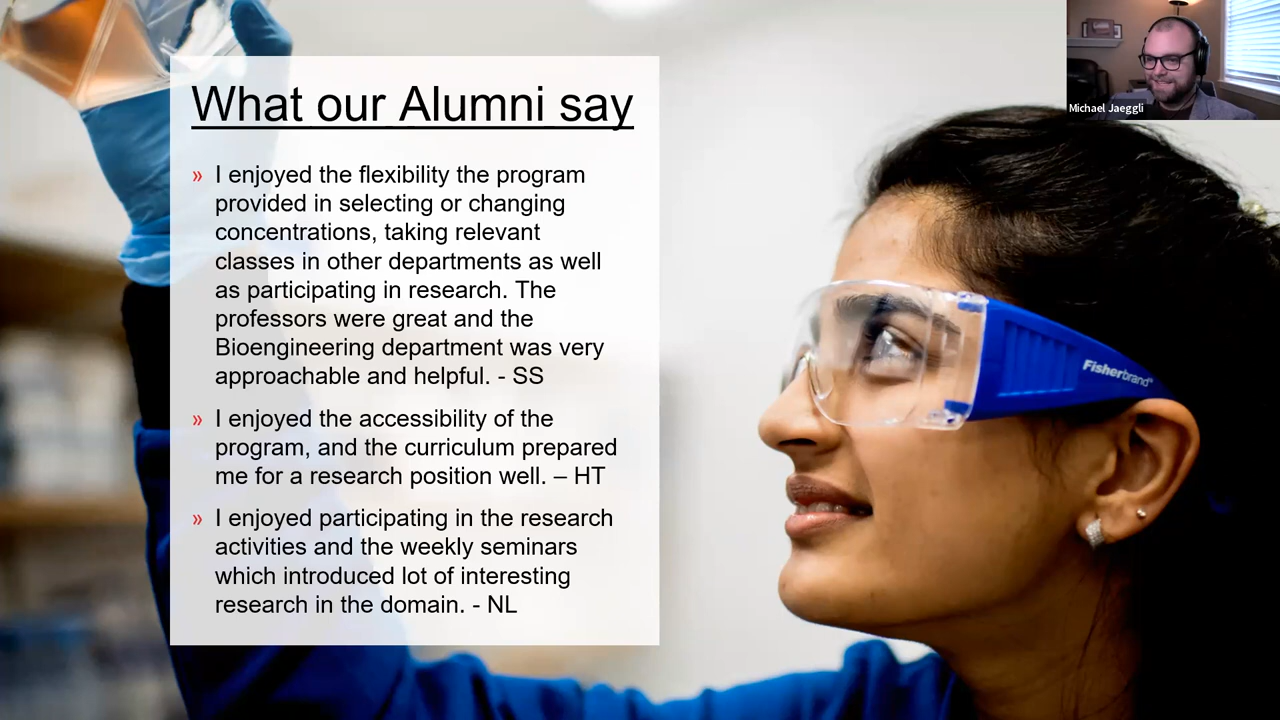 What our Alumni say
» I enjoyed the flexibility the program
provided in selecting or changing
concentrations, taking relevant
classes in other departments as well
as participating in research. The
professors were great and the
Bioengineering department was very
approachable and helpful. - SS
» I enjoyed the accessibility of the
program, and the curriculum prepared
me for a research position well. – HT
» I enjoyed participating in the research
activities and the weekly seminars
which introduced lot of interesting
research in the domain. - NL
Michael Jaeggli
Fisherbrand®